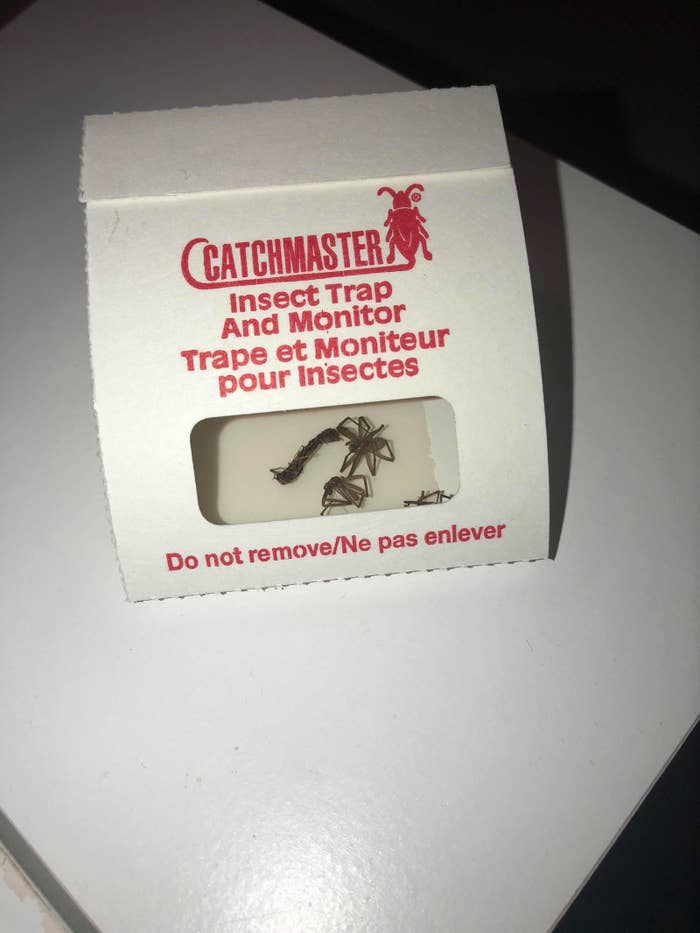 CATCHMASTER®
Insect Trap
And Monitor
Trape et Moniteur
pour Insectes
Do not remove/Ne pas enlever